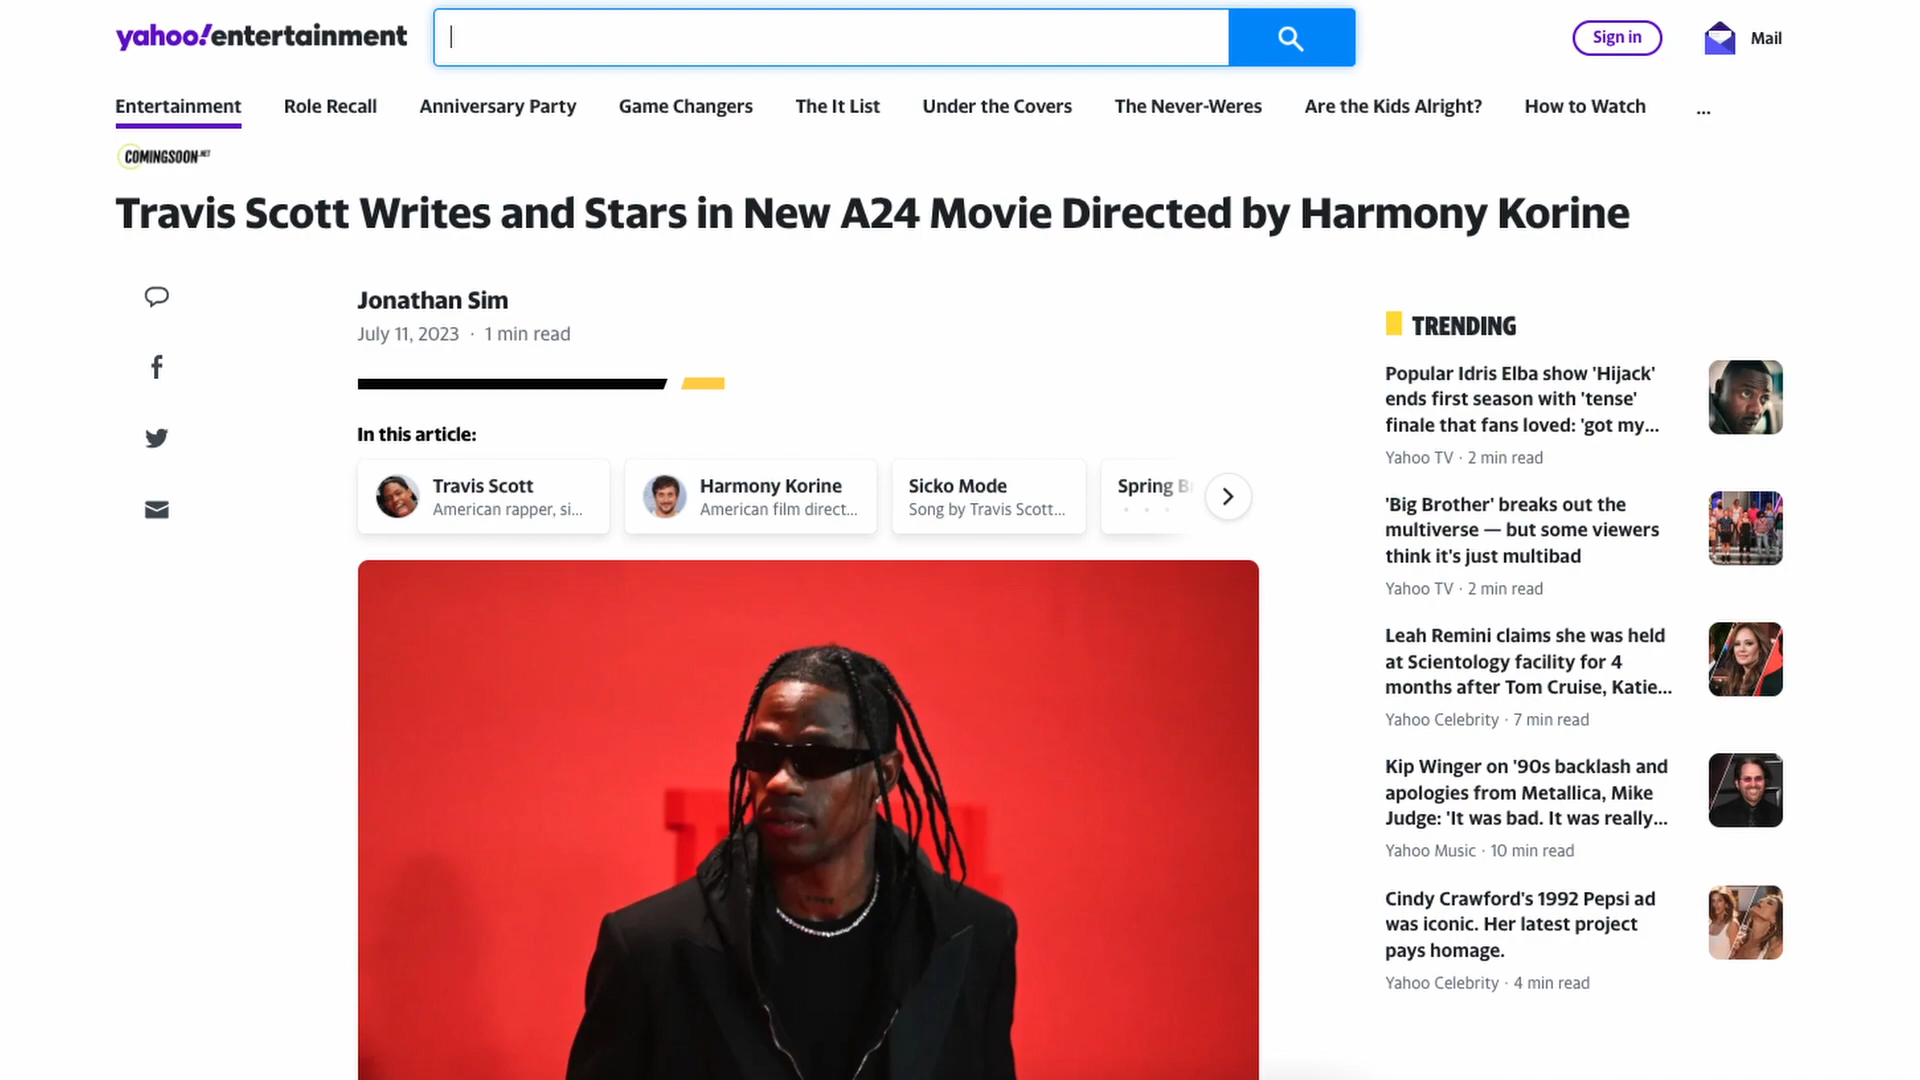 yahoo!entertainment
Sign in
Mail
Entertainment
Role Recall
Anniversary Party
Game Changers
The It List
Under the Covers
The Never-Weres
Are the Kids Alright?
How to Watch
...
COMINGSOON.NET
Travis Scott Writes and Stars in New A24 Movie Directed by Harmony Korine
Jonathan Sim
July 11, 2023 · 1 min read
In this article:
Travis Scott
American rapper, si...
Harmony Korine
American film direct...
Sicko Mode
Song by Travis Scott...
Spring B
TRENDING
Popular Idris Elba show 'Hijack'
ends first season with 'tense'
finale that fans loved: 'got my...
Yahoo TV · 2 min read
'Big Brother' breaks out the
multiverse — but some viewers
think it's just multibad
Yahoo TV · 2 min read
Leah Remini claims she was held
at Scientology facility for 4
months after Tom Cruise, Katie...
Yahoo Celebrity · 7 min read
Kip Winger on '90s backlash and
apologies from Metallica, Mike
Judge: 'It was bad. It was really...
Yahoo Music · 10 min read
Cindy Crawford's 1992 Pepsi ad
was iconic. Her latest project
pays homage.
Yahoo Celebrity · 4 min read